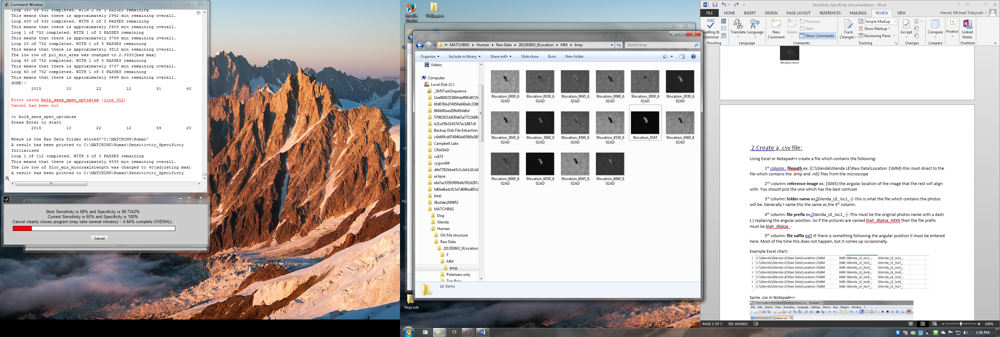 Command Window
Loop 380 of 432 completed. WITH 2 of 3 PASSES remaining
This means that there is approximately 2942 min remaining overall.
Loop 400 of 432 completed. WITH 2 of 3 PASSES remaining
This means that there is approximately 2903 min remaining overall.
Loop 1 of 752 completed. WITH 1 of 3 PASSES remaining
This means that there is approximately 3789 min remaining overall.
Loop 20 of 752 completed. WITH 1 of 3 PASSES remaining
This means that there is approximately 3812 min remaining overall.
The low row of pol_min_area was changed to 2.3333[bad max]
Loop 40 of 752 completed. WITH 1 of 3 PASSES remaining
This means that there is approximately 3737 min remaining overall.
Loop 60 of 752 completed. WITH 1 of 3 PASSES remaining
This means that there is approximately 3699 min remaining overall.
DONE!!
2015 10 22 12 51 40
Error using bulk_sens_spec_optimize (line 352)
Cancel has been hit
>> bulk_sens_spec_optimize
Press Enter to start
2015 10 22 12 59 20
Where is the Raw Data folder stored?'C:\MATCHING\Human'
A result has been printed to C:\MATCHING\Human\Sensitivity_Specificty
Initialized
Loop 1 of 112 completed. WITH 3 of 3 PASSES remaining
This means that there is approximately 4533 min remaining overall.
The low row of flor_min_minoraxislength was changed to 40[adjusting max]
A result has been printed to C:\MATCHING\Human\Sensitivity_Specificty
fx
Best Sensitivity is 68% and Specificity is 98.7342%
Current Sensitivity is 65% and Specificity is 100%
Cancel cleanly closes program (may take several minutes) -- 0.64% complete OVERALL.
Cancel
Mozilla
Firefox
Wallpapers
Regcode
« MATCHING Human Raw Data 201393602_9Location MM bmp
Search bmp
Organize Include in library Share with Slide show Burn New folder
Videos
Computer
Local Disk (C:)
_SMSTaskSequence
1be0600253804deff60d072b
6fd076bd74959e048a0c3386
984b90aed59b49de6d
57982921b830e02e7712b88a
b21a79b3145747ec1887c9
Backup Disk File Extraction
c4b6f9ce974946dd5569a385
Campbell Labs
CRANAD
cs473
cygwin64
d4e7782bbe43c1cbb1d2cb8
eclipse
efe7acf3593f9fb4b793d297a
fd6be8adcf13e7d696ad65c8
Intel
JBuilder2008R2
MATCHING
Dog
Glenda
Human
OG File structure
Raw Data
201393602_9Location
F
MM
bmp
Polarizers only
Top Row
9location_0000_602AD
9location_0030_602AD
9location_0045_602AD
9location_0060_602AD
9location_3000_602AD
9location_3030_602AD
9location_3045_602AD
9location_3060_602AD
9location_4500_602AD
9location_4530_602AD
9location_4545
9location_4560_602AD
9location_6000_602AD
9location_6030_602AD
9location_6045_602AD
9location_6060_602AD
16 items
Sensitivity Specificity documentation - Word
FILE HOME INSERT DESIGN PAGE LAYOUT REFERENCES MAILINGS REVIEW VIEW
Hamel, Michael Tokiyoshi
Spelling & Grammar
Translate
Language
New Comment
Delete
Previous
Next
Show Comments
Track Changes
Simple Markup
Show Markup
Reviewing Pane
Accept
Compare
Protect
Linked Notes
Proofing Language Comments Tracking Changes Compare OneNote
9location_mono
2.Create a .csv file:
Using Excel or Notepad++ create a file which contains the following:
1st column : filepath ex. [C:\Glenda\Glenda LE\Raw Data\Location 1\MM]-this must direct to the
file which contains the .bmp and .nd2 files from the microscope
2nd column: reference image ex. [3045]-the angular location of the image that the rest will align
with. You should pick the one which has the best contrast
3rd column: folder name ex.[Glenda_LE_loc1_-]- this is what the file which contains the photos
will be. Generally I name this the same as the 4th column.
4th column: file prefix ex.[Glenda_LE_loc1_-]- This must be the original photos name with a dash
(-) replacing the angular position. So if the pictures are named blah_dbjksa_XXXX then the file prefix
must be blah_dbjksa_-
5th column: file suffix ex[] IF there is something following the angular position it must be entered
here. Most of the time this does not happen, but it comes up occasionally.
Example Excel chart:
1 C:\Glenda\Glenda LE\Raw Data\Location 1\MM 3045 Glenda_LE_loc1_- Glenda_LE_loc1_-
2 C:\Glenda\Glenda LE\Raw Data\Location 2\MM 3045 Glenda_LE_loc2_- Glenda_LE_loc2_-
3 C:\Glenda\Glenda LE\Raw Data\Location 3\MM 3045 Glenda_LE_loc3_- Glenda_LE_loc3_-
4 C:\Glenda\Glenda LE\Raw Data\Location 4\MM 3045 Glenda_LE_loc4_- Glenda_LE_loc4_-
5 C:\Glenda\Glenda LE\Raw Data\Location 5\MM 3045 Glenda_LE_loc5_- Glenda_LE_loc5_-
6 C:\Glenda\Glenda LE\Raw Data\Location 6\MM 3045 Glenda_LE_loc6_- Glenda_LE_loc6_-
7 C:\Glenda\Glenda LE\Raw Data\Location 7\MM 3045 Glenda_LE_loc7_- Glenda_LE_loc7_-
Same .csv in Notepad++:
\\files\students$\mthamel\Desktop\testcsv.csv - Notepad++
File Edit Search View Encoding Language Settings Macro Run Plugins Window ?
testcsv.csv
PAGE 2 OF 7 701 WORDS
100%
1:36 PM